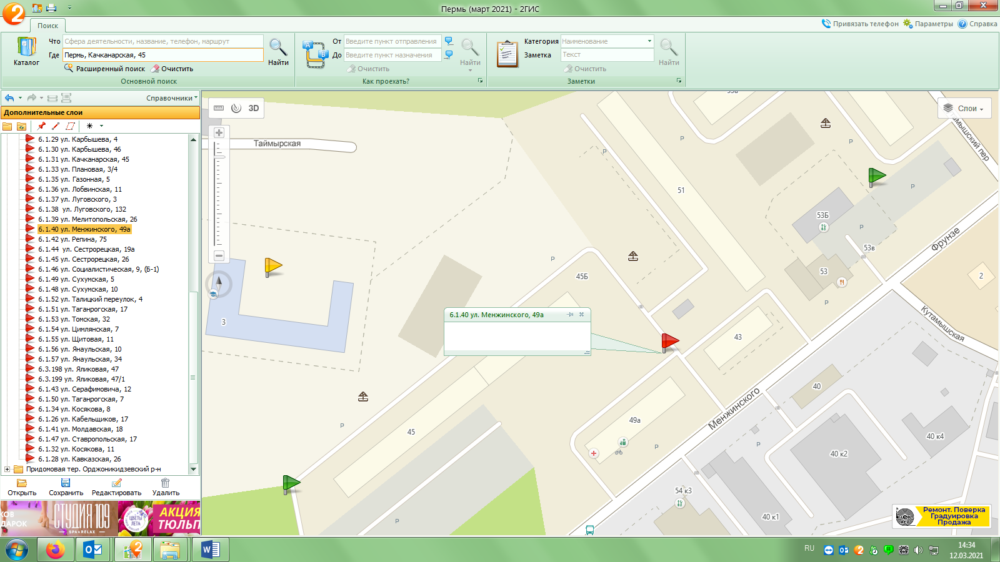 Пермь (март 2021) - 2ГИС
Поиск
Привязать телефон
Параметры
Справка
Каталог
Что
Сфера деятельности, название, телефон, маршрут
Где
Пермь, Качканарская, 45
Расширенный поиск
Очистить
Найти
Основной поиск
От
Введите пункт отправления
До
Введите пункт назначения
Очистить
Найти
Как проехать?
Категория
Наименование
Заметка
Текст
Очистить
Найти
Заметки
Справочники
Дополнительные слои
6.1.29 ул. Карбышева, 4
6.1.30 ул. Карбышева, 46
6.1.31 ул. Качканарская, 45
6.1.33 ул. Плановая, 3/4
6.1.35 ул. Газонная, 5
6.1.36 ул. Лобвинская, 11
6.1.37 ул. Луговского, 3
6.1.38 ул. Луговского, 132
6.1.39 ул. Мелитопольская, 26
6.1.40 ул. Менжинского, 49а
6.1.42 ул. Репина, 75
6.1.44 ул. Сестрорецкая, 19а
6.1.45 ул. Сестрорецкая, 26
6.1.46 ул. Социалистическая, 9, (Б-1)
6.1.49 ул. Сухумская, 5
6.1.48 ул. Сухумская, 10
6.1.52 ул. Талицкий переулок, 4
6.1.51 ул. Таганрогская, 17
6.1.53 ул. Томская, 32
6.1.54 ул. Цимлянская, 7
6.1.55 ул. Щитовая, 11
6.1.56 ул. Янаульская, 10
6.1.57 ул. Янаульская, 34
6.3.198 ул. Яликовая, 47
6.3.199 ул. Яликовая, 47/1
6.1.43 ул. Серафимовича, 12
6.1.50 ул. Таганрогская, 7
6.1.34 ул. Косякова, 8
6.1.26 ул. Кабельщиков, 17
6.1.41 ул. Молдавская, 18
6.1.47 ул. Ставропольская, 17
6.1.32 ул. Косякова, 11
6.1.28 ул. Кавказская, 26
Придомовая тер. Орджоникидзевский р-н
Открыть
Сохранить
Редактировать
Удалить
СТУДИЯ 109
SPA & RELAX
ЦВЕТЫ
ЛЕТА
АКЦИЯ
ТЮЛЬП
3D
Слои
Таймырская
51
53Б
53в
53
Фрунзе
2
Кутамышская
45Б
3
6.1.40 ул. Менжинского, 49а
43
40
Менжинского
49а
45
40 к4
40 к2
54 к3
40 к1
Ремонт. Поверка
Градуировка
Продажа
RU
14:34
12.03.2021